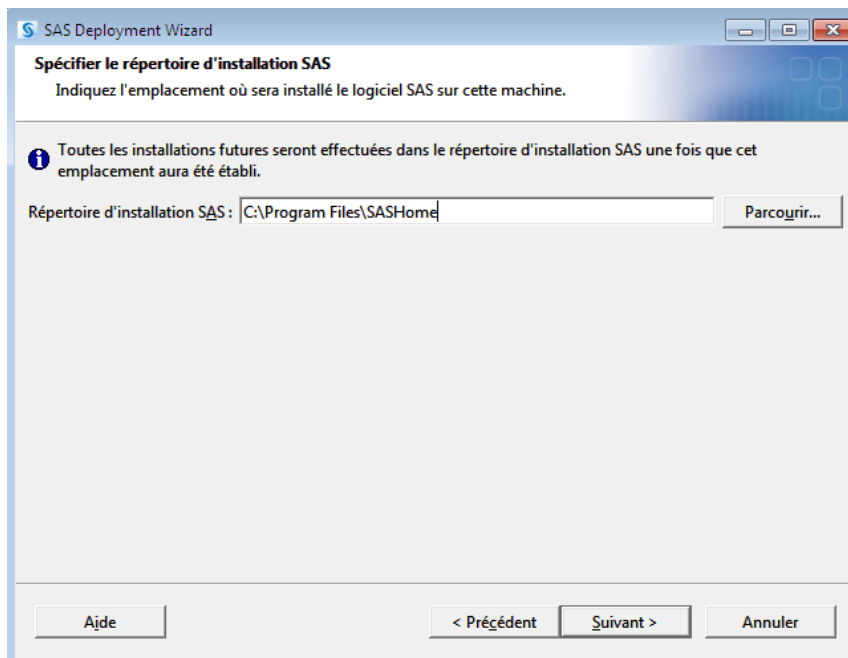 SAS Deployment Wizard
Spécifier le répertoire d'installation SAS
Indiquez l'emplacement où sera installé le logiciel SAS sur cette machine.
Toutes les installations futures seront effectuées dans le répertoire d'installation SAS une fois que cet
emplacement aura été établi.
Répertoire d'installation SAS : C:\Program Files\SASHome Parcourir...
Aide < Précédent Suivant > Annuler